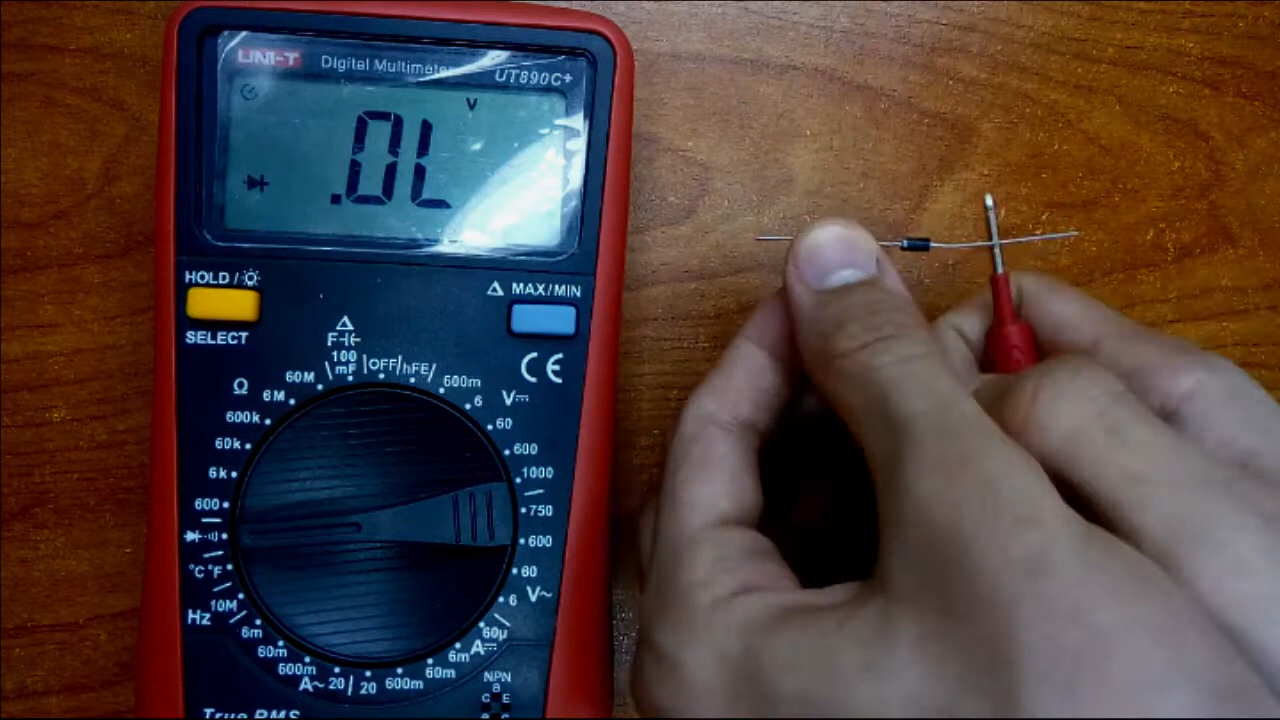 UNI-T Digital Multimeter UT890C+
V
.OL
HOLD /
SELECT
Δ MAX/MIN
Δ
F
100
mF
OFF
hFE
CE
60M
Ω
6M
600k
60k
6k
600
°C °F
10M
Hz
6m
60m
600m
A~ 20
20
600m
60m
6m
A⎓
60µ
600m
6
V⎓
60
600
1000
750
600
60
V~
6
NPN
B
C E
True RMS